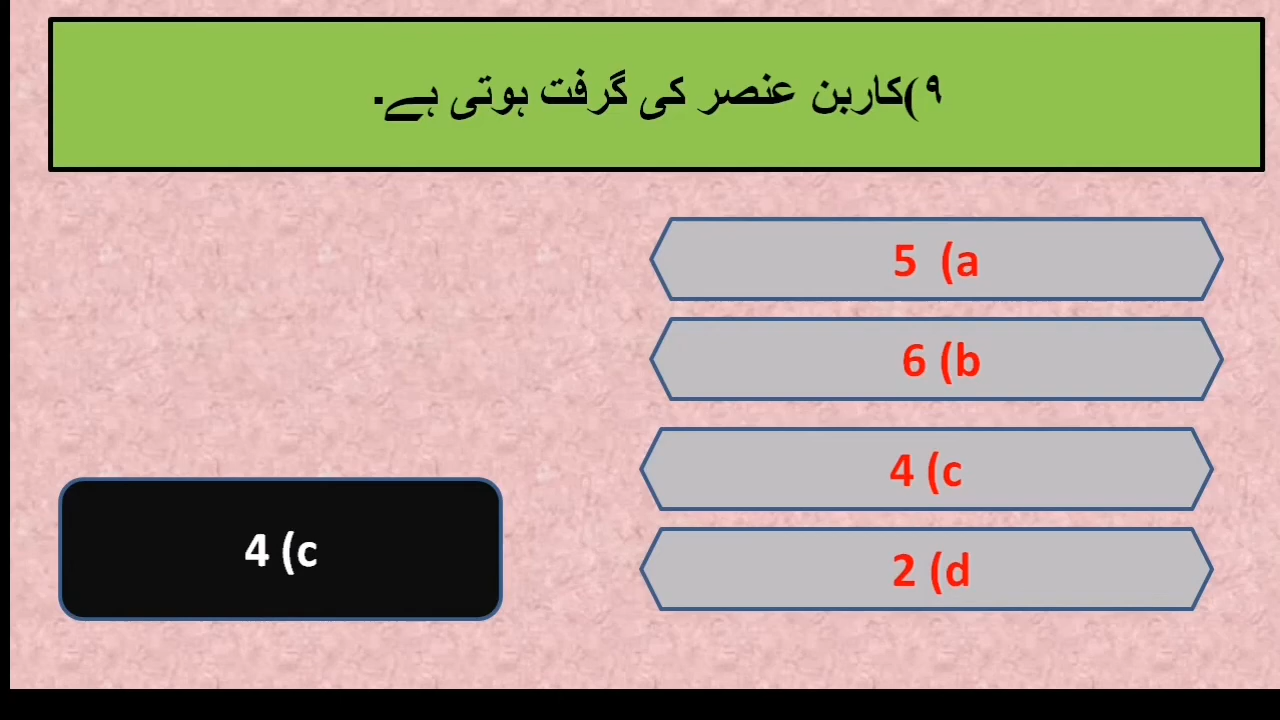 ۹)کاربن عنصر کی گرفت ہوتی ہے۔
a)  5
b) 6
c) 4
d) 2
c) 4